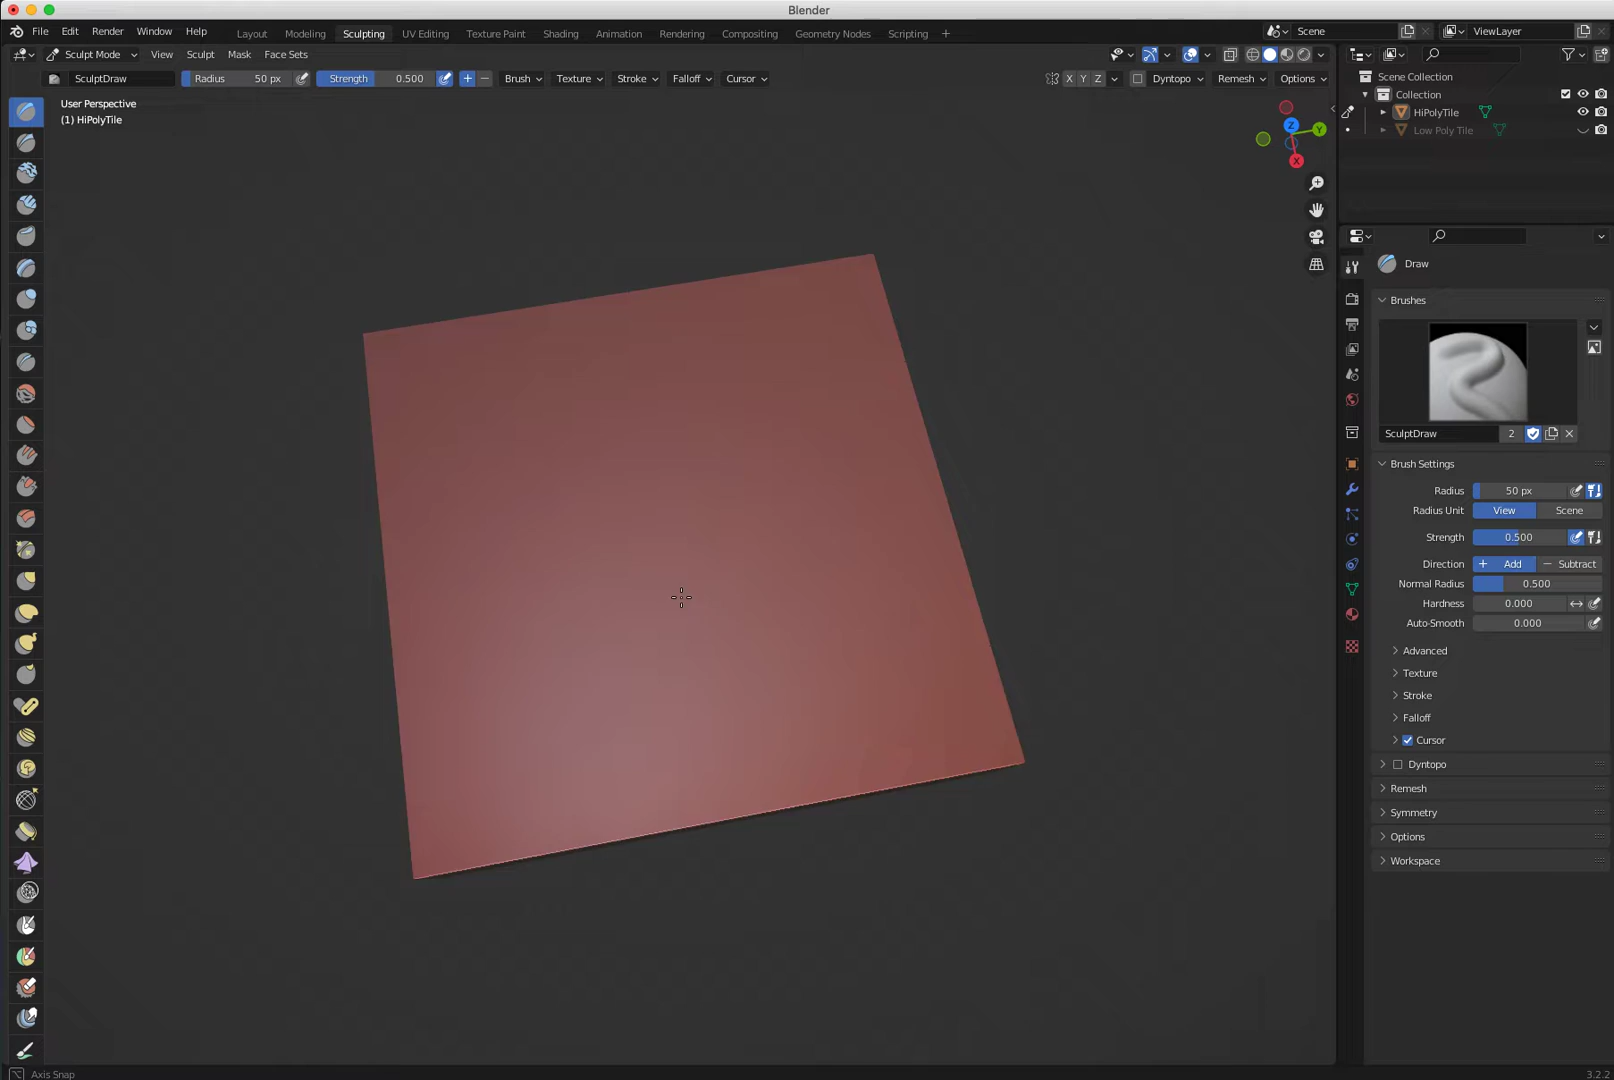 Blender
File Edit Render Window Help Layout Modeling Sculpting UV Editing Texture Paint Shading Animation Rendering Compositing Geometry Nodes Scripting + Scene ViewLayer
Sculpt Mode View Sculpt Mask Face Sets
SculptDraw Radius 50 px Strength 0.500 Brush Texture Stroke Falloff Cursor X Y Z Dyntopo Remesh Options
User Perspective
(1) HiPolyTile
Z
Y
X
Scene Collection
Collection
HiPolyTile
Low Poly Tile
Draw
Brushes
SculptDraw 2
Brush Settings
Radius 50 px
Radius Unit View Scene
Strength 0.500
Direction + Add − Subtract
Normal Radius 0.500
Hardness 0.000
Auto-Smooth 0.000
Advanced
Texture
Stroke
Falloff
Cursor
Dyntopo
Remesh
Symmetry
Options
Workspace
Axis Snap
3.2.2